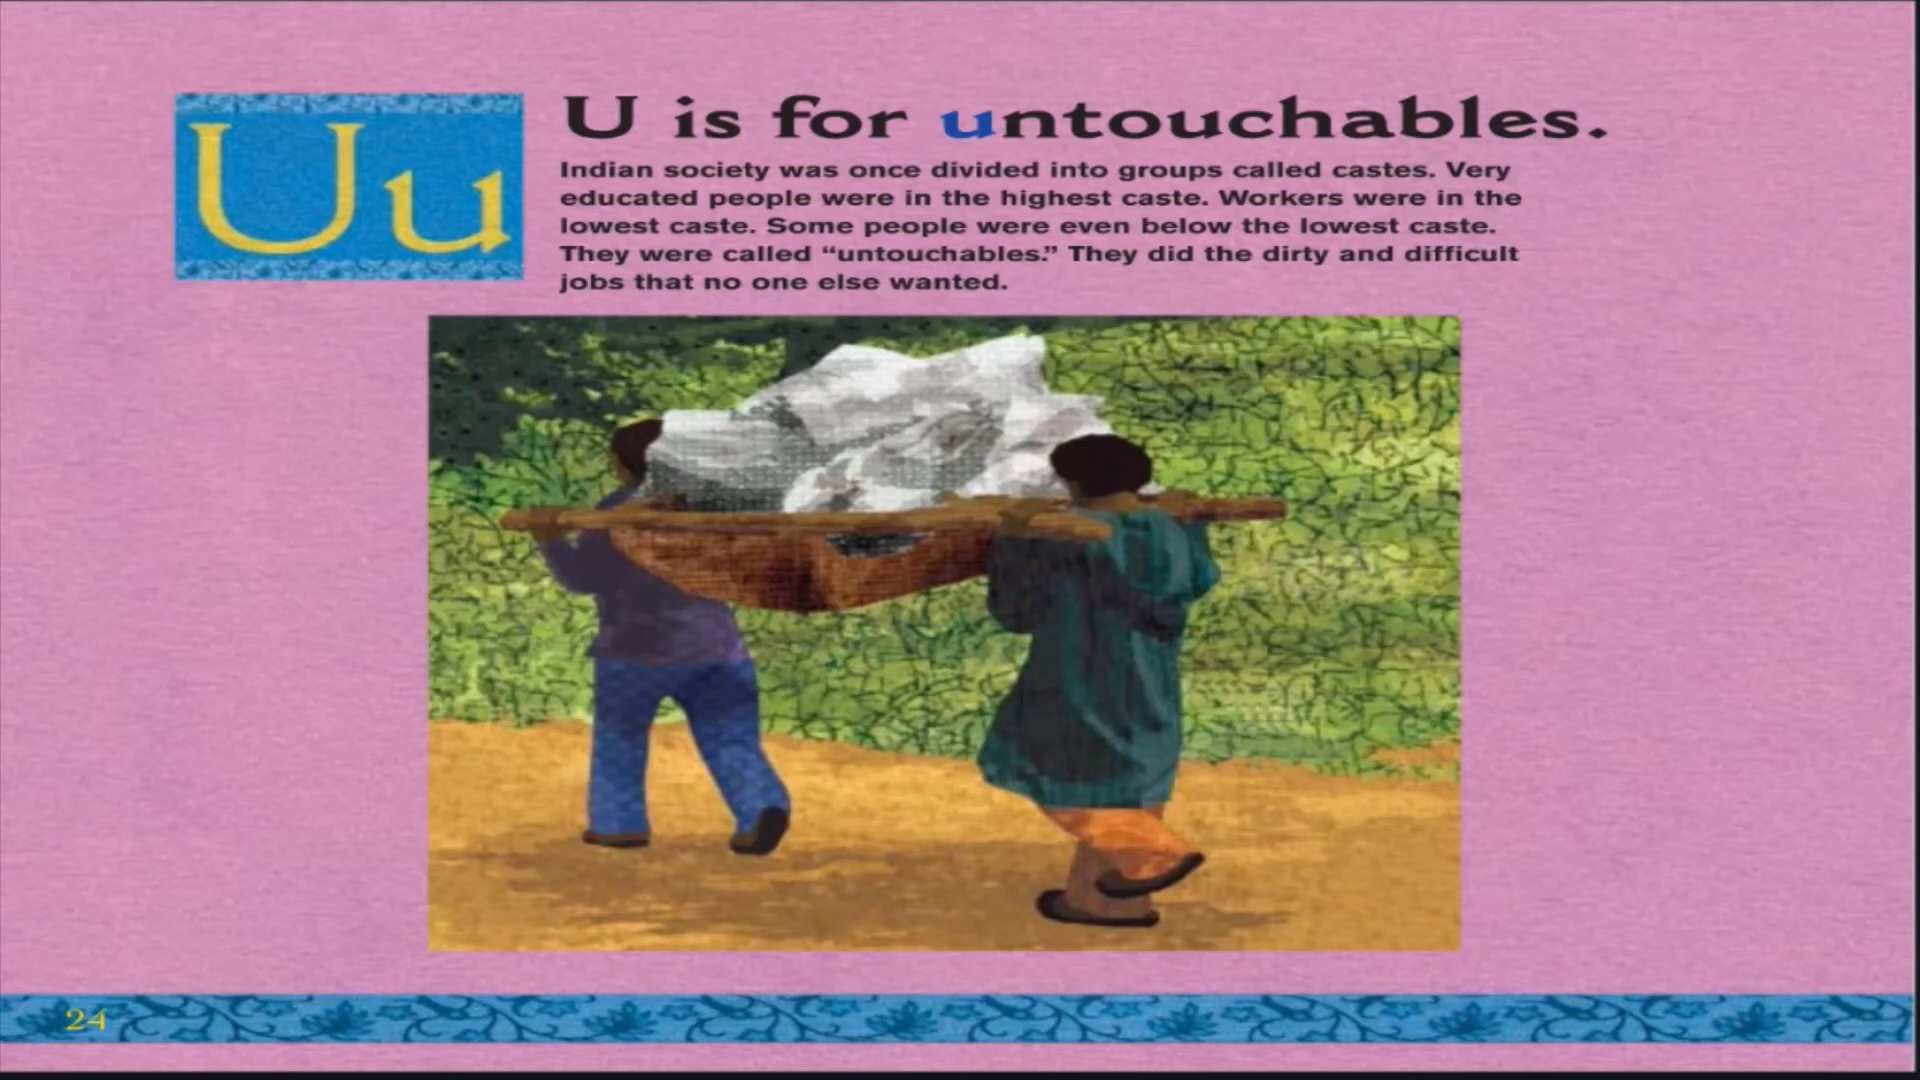 Uu
U is for untouchables.
Indian society was once divided into groups called castes. Very
educated people were in the highest caste. Workers were in the
lowest caste. Some people were even below the lowest caste.
They were called “untouchables.” They did the dirty and difficult
jobs that no one else wanted.
24